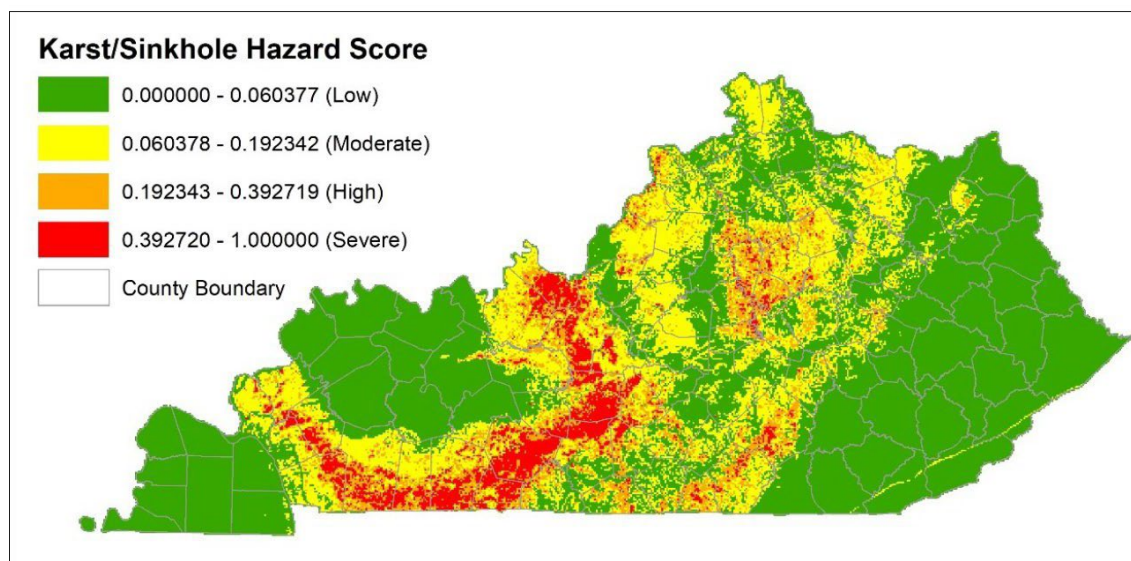 Karst/Sinkhole Hazard Score
0.000000 - 0.060377 (Low)
0.060378 - 0.192342 (Moderate)
0.192343 - 0.392719 (High)
0.392720 - 1.000000 (Severe)
County Boundary